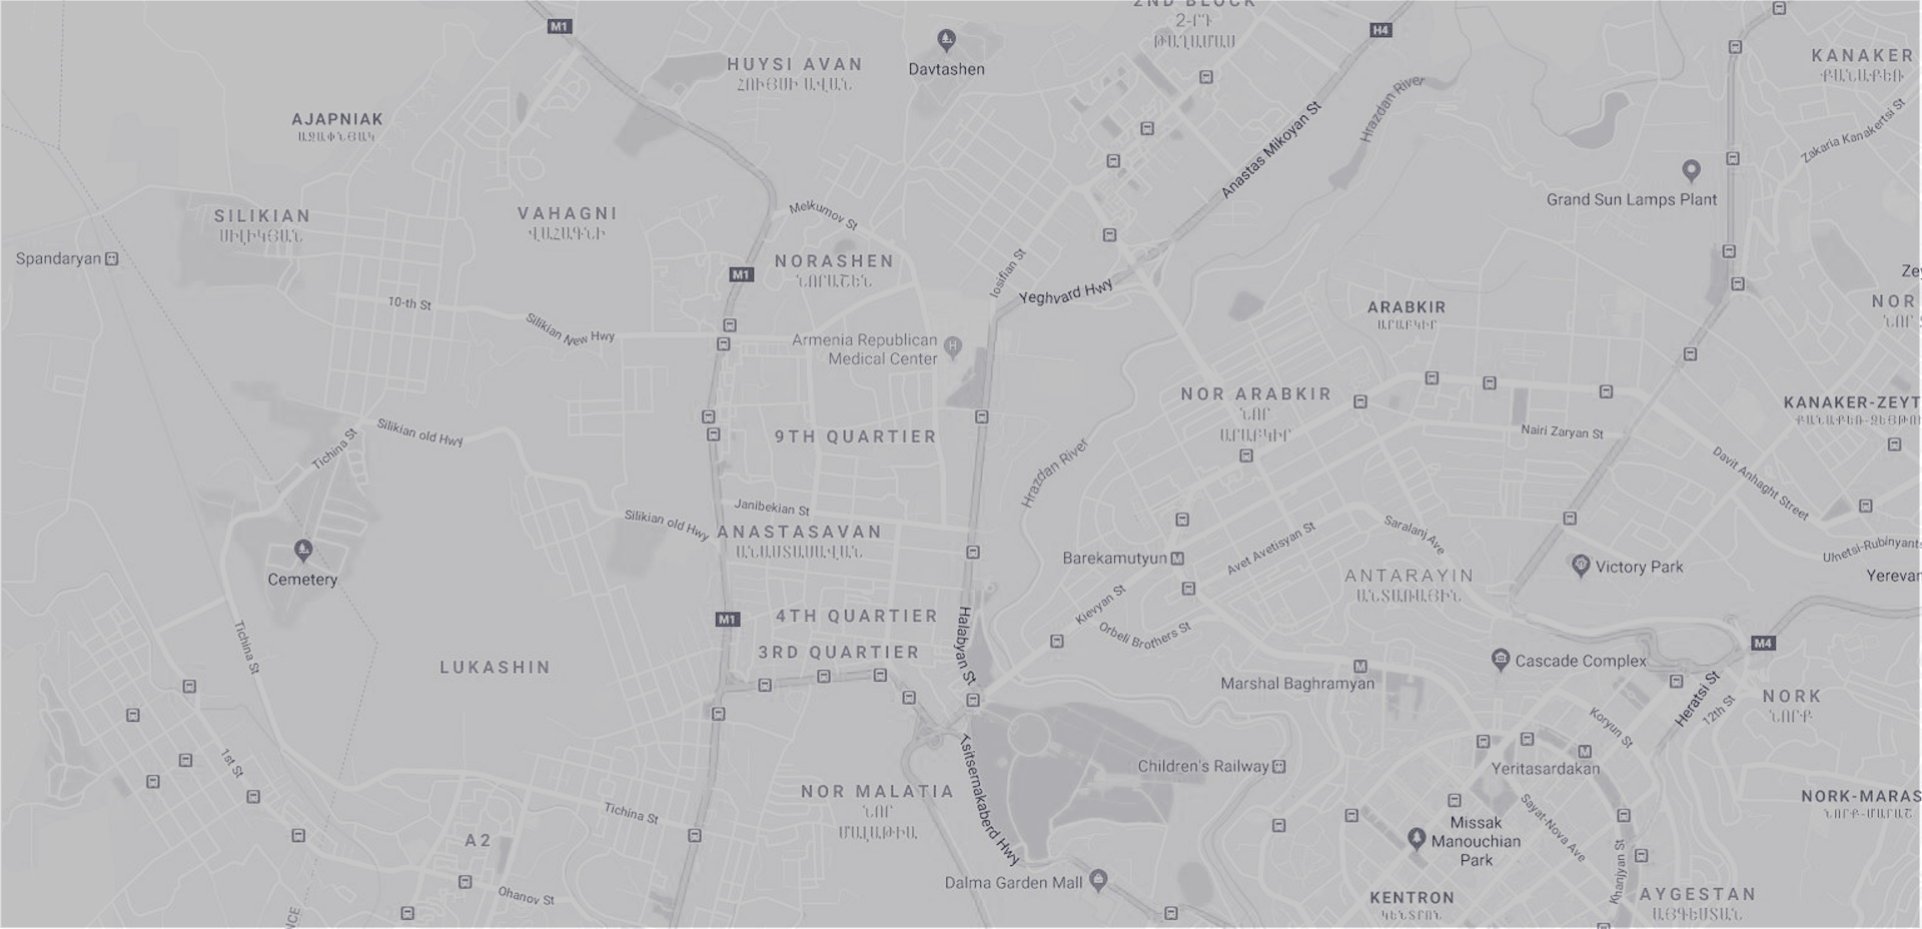 2ND BLOCK
2-ՐԴ
ԹԱՂԱՄԱՍ
M1
H4
Davtashen
HUYSI AVAN
ՀՈՒՅՍԻ ԱՎԱՆ
KANAKER
ՔԱՆԱՔԵՌ
AJAPNIAK
ԱՋԱՓՆՅԱԿ
Hrazdan River
Anastas Mikoyan St
Zakaria Kanakertsi St
Grand Sun Lamps Plant
SILIKIAN
ՍԻԼԻԿՅԱՆ
VAHAGNI
ՎԱՀԱԳՆԻ
Melkumov St
Spandaryan
NORASHEN
ՆՈՐԱՇԵՆ
M1
Iosifian St
Yeghvard Hwy
Zey
NOR
ՆՈՐ
10-th St
Silikian New Hwy
ARABKIR
ԱՐԱԲԿԻՐ
Armenia Republican
Medical Center
NOR ARABKIR
ՆՈՐ
ԱՐԱԲԿԻՐ
KANAKER-ZEYT
ՔԱՆԱՔԵՌ-ԶԵՅԹՈՒ
Tichina St
Silikian old Hwy
9TH QUARTIER
Nairi Zaryan St
Hrazdan River
Davit Anhaght Street
Janibekian St
Silikian old Hwy
ANASTASAVAN
ԱՆԱՍՏԱՍԱՎԱՆ
Saralanj Ave
Avet Avetisyan St
Barekamutyun
Ulnetsi-Rubinyants
Victory Park
Yerevan
ANTARAYIN
ԱՆՏԱՌԱՅԻՆ
Cemetery
Kievyan St
Orbeli Brothers St
M1
4TH QUARTIER
Halabyan St
Tichina St
3RD QUARTIER
M4
LUKASHIN
Cascade Complex
Marshal Baghramyan
Heratsi St
12th St
NORK
ՆՈՐՔ
Koryun St
1st St
Tsitsernakaberd Hwy
Children's Railway
Yeritasardakan
NOR MALATIA
ՆՈՐ
ՄԱԼԱԹԻԱ
NORK-MARAS
ՆՈՐՔ-ՄԱՐԱՇ
Tichina St
Sayat-Nova Ave
Missak
Manouchian
Park
A2
Khanjyan St
Dalma Garden Mall
Ohanov St
KENTRON
ԿԵՆՏՐՈՆ
AYGESTAN
ԱՅԳԵՍՏԱՆ
NCE